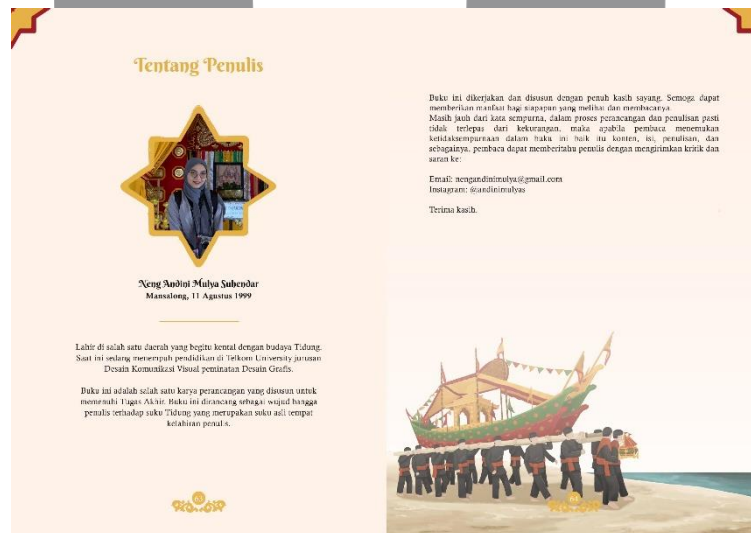 Tentang Penulis
Neng Andini Mulya Suhendar
Mansalong, 11 Agustus 1999
Lahir di salah satu daerah yang begitu kental dengan budaya Tidung.
Saat ini sedang menempuh pendidikan di Telkom University jurusan
Desain Komunikasi Visual peminatan Desain Grafis.
Buku ini adalah salah satu karya perancangan yang disusun untuk
memenuhi Tugas Akhir. Buku ini dirancang sebagai wujud bangga
penulis terhadap suku Tidung yang merupakan suku asli tempat
kelahiran penulis.
63
Buku ini dikerjakan dan disusun dengan penuh kasih sayang. Semoga dapat
memberikan manfaat bagi siapapan yang melihat dan membacanya.
Masih jauh dari kata sempurna, dalam proses perancangan dan penulisan pasti
tidak terlepas dari kekurangan, maka apabila pembaca menemukan
ketidaksempurnaan dalam buku ini baik itu konten, isi, penulisan, dan
sebagainya, pembaca dapat memberitahu penulis dengan mengirimkan kritik dan
saran ke:
Email: nengandinimulya@gmail.com
Instagram: @andinimulyas
Terima kasih.
64